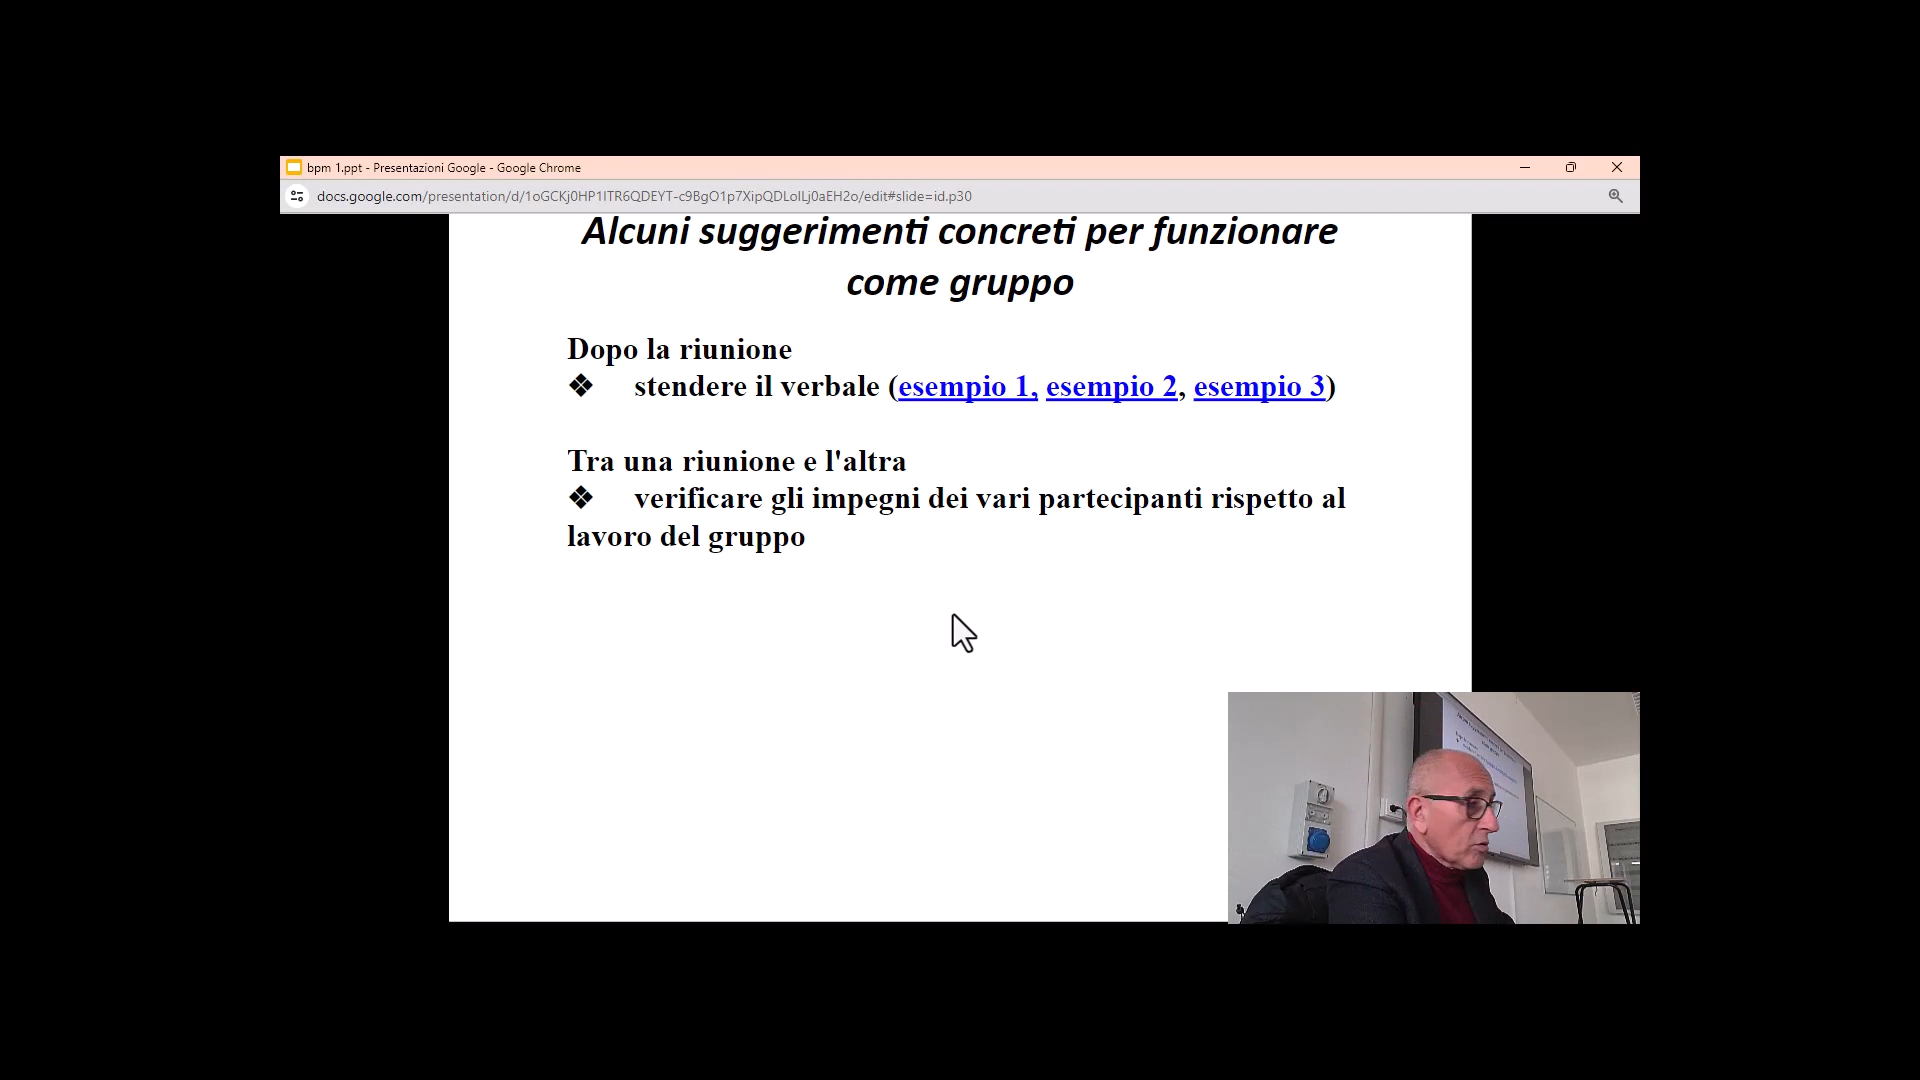 bpm 1.ppt - Presentazioni Google - Google Chrome
docs.google.com/presentation/d/1oGCKj0HP1ITR6QDEYT-c9BgO1p7XipQDLolLj0aEH2o/edit#slide=id.p30
Alcuni suggerimenti concreti per funzionare
come gruppo
Dopo la riunione
❖ stendere il verbale (esempio 1, esempio 2, esempio 3)
Tra una riunione e l'altra
❖ verificare gli impegni dei vari partecipanti rispetto al
lavoro del gruppo